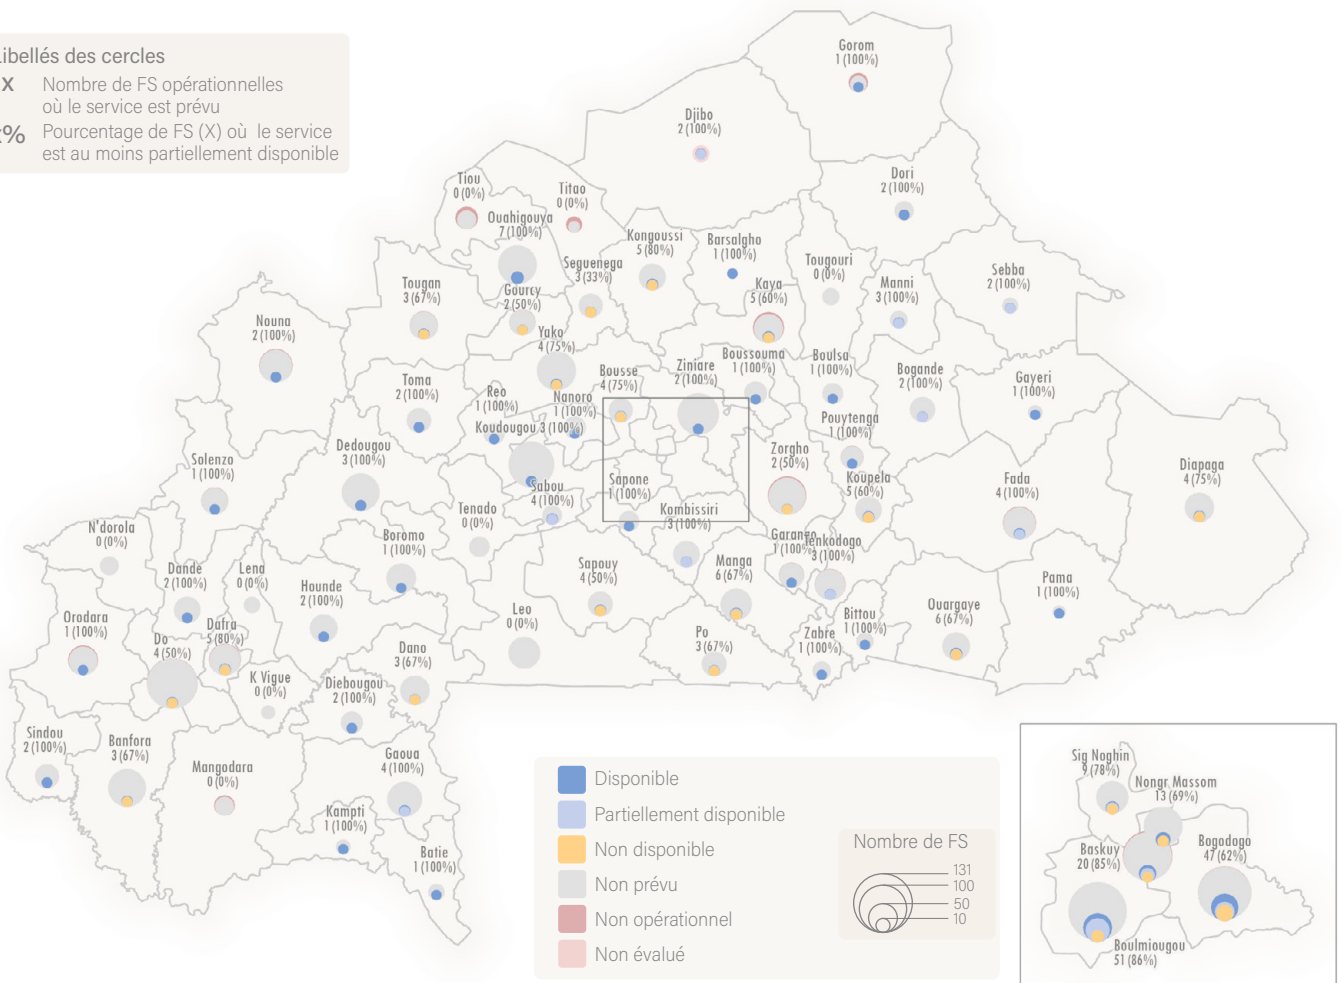 Libellés des cercles
X Nombre de FS opérationnelles
où le service est prévu
% Pourcentage de FS (X) où le service
est au moins partiellement disponible
Gorom
1 (100%)
Djibo
2 (100%)
Dori
2 (100%)
Tiou
0 (0%)
Titao
0 (0%)
Ouahigouya
7 (100%)
Kongoussi
5 (80%)
Barsalgho
1 (100%)
Tougouri
0 (0%)
Sebba
2 (100%)
Seguenega
3 (33%)
Kaya
5 (60%)
Manni
3 (100%)
Tougan
3 (67%)
Gourcy
2 (50%)
Nouna
2 (100%)
Yako
4 (75%)
Toma
2 (100%)
Reo
1 (100%)
Nanoro
1 (100%)
Bousse
4 (75%)
Ziniare
2 (100%)
Boussouma
1 (100%)
Boulsa
1 (100%)
Bogande
2 (100%)
Gayeri
1 (100%)
Koudougou 3 (100%)
Pouytenga
1 (100%)
Dedougou
3 (100%)
Solenzo
1 (100%)
Zorgho
2 (50%)
Koupela
5 (60%)
Fada
4 (100%)
Diapaga
4 (75%)
Sabou
4 (100%)
Sapone
1 (100%)
Tenado
0 (0%)
Kombissiri
3 (100%)
N'dorola
0 (0%)
Boromo
1 (100%)
Garango
1 (100%)
Tenkodogo
3 (100%)
Dande
2 (100%)
Lena
0 (0%)
Hounde
2 (100%)
Sapouy
4 (50%)
Manga
6 (67%)
Pama
1 (100%)
Orodara
1 (100%)
Do
4 (50%)
Dafra
5 (80%)
Leo
0 (0%)
Bittou
1 (100%)
Ouargaye
6 (67%)
Po
3 (67%)
Zabre
1 (100%)
Dano
3 (67%)
K Vigue
0 (0%)
Diebougou
2 (100%)
Sindou
2 (100%)
Banfora
3 (67%)
Mangodara
0 (0%)
Gaoua
4 (100%)
Kampti
1 (100%)
Batie
1 (100%)
Disponible
Partiellement disponible
Non disponible
Non prévu
Non opérationnel
Non évalué
Nombre de FS
131
100
50
10
Sig Noghin
9 (78%)
Nongr Massom
13 (69%)
Baskuy
20 (85%)
Bogodogo
47 (62%)
Boulmiougou
51 (86%)